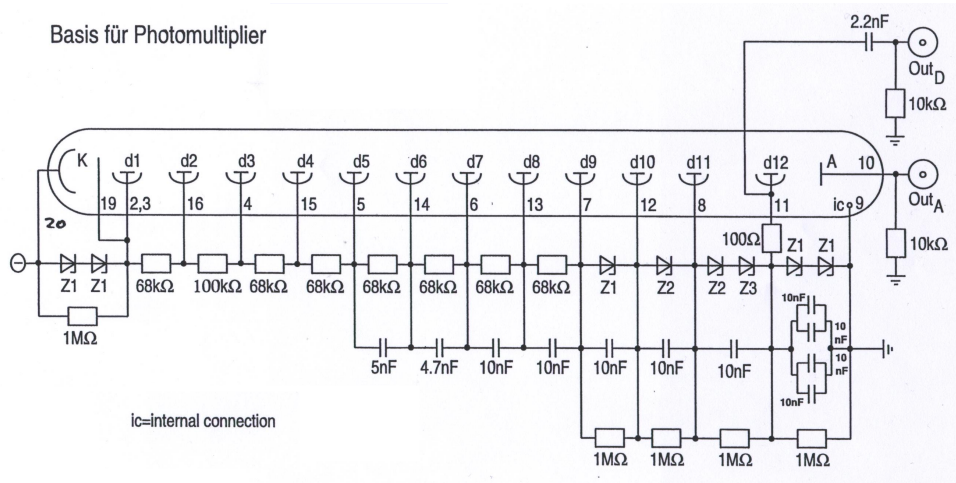 Basis für Photomultiplier
2.2nF
Out_D
10kΩ
K d1 d2 d3 d4 d5 d6 d7 d8 d9 d10 d11 d12 A 10
19 2,3 16 4 15 5 14 6 13 7 12 8 11 ic 9
20
Out_A
10kΩ
100Ω
Z1 Z1
Z1 Z1 68kΩ 100kΩ 68kΩ 68kΩ 68kΩ 68kΩ 68kΩ 68kΩ Z1 Z2 Z2 Z3
1MΩ
10nF
10
nF
10
nF
10nF
5nF 4.7nF 10nF 10nF 10nF 10nF 10nF
ic=internal connection
1MΩ 1MΩ 1MΩ 1MΩ